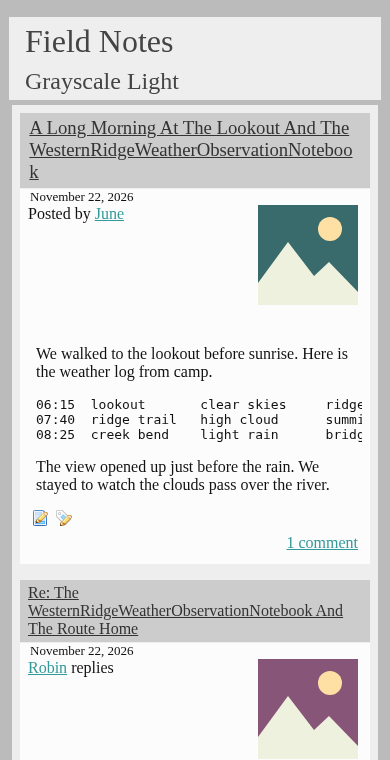 Field Notes
Grayscale Light
A Long Morning At The Lookout And The
WesternRidgeWeatherObservationNoteboo
k
November 22, 2026
Posted by June
We walked to the lookout before sunrise. Here is
the weather log from camp.
06:15  lookout       clear skies     ridge
07:40  ridge trail   high cloud      summi
08:25  creek bend    light rain      bridg
The view opened up just before the rain. We
stayed to watch the clouds pass over the river.
1 comment
Re: The
WesternRidgeWeatherObservationNotebook And
The Route Home
November 22, 2026
Robin replies